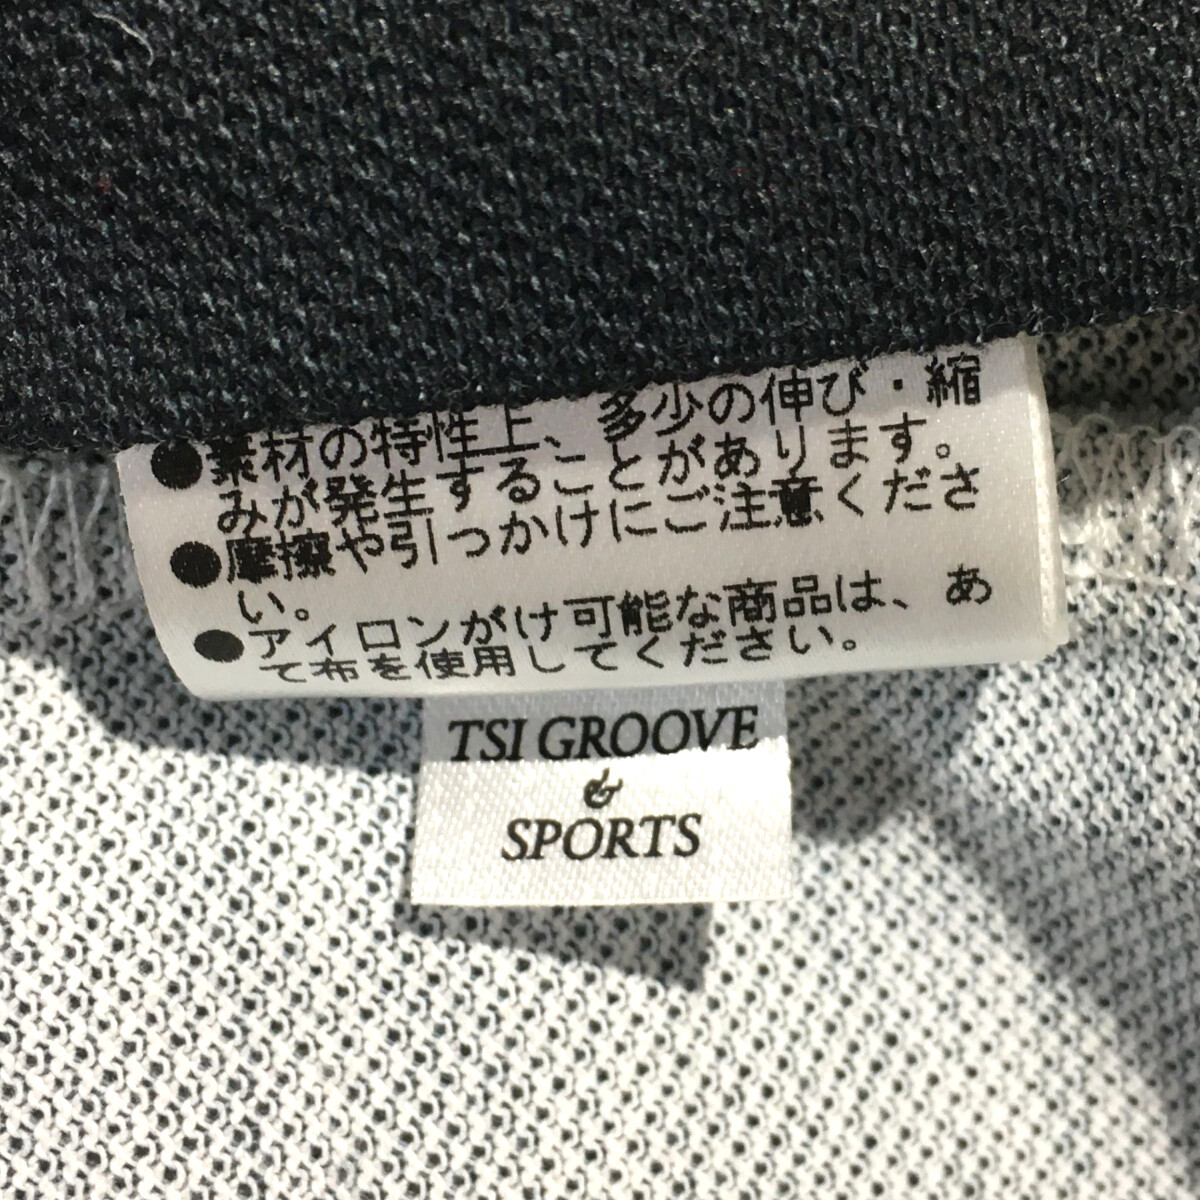 ●素材の特性上、多少の伸び・縮
みが発生することがあります。
●摩擦や引っかけにご注意くださ
い。
●アイロンがけ可能な商品は、あ
て布を使用してください。
TSI GROOVE
&
SPORTS